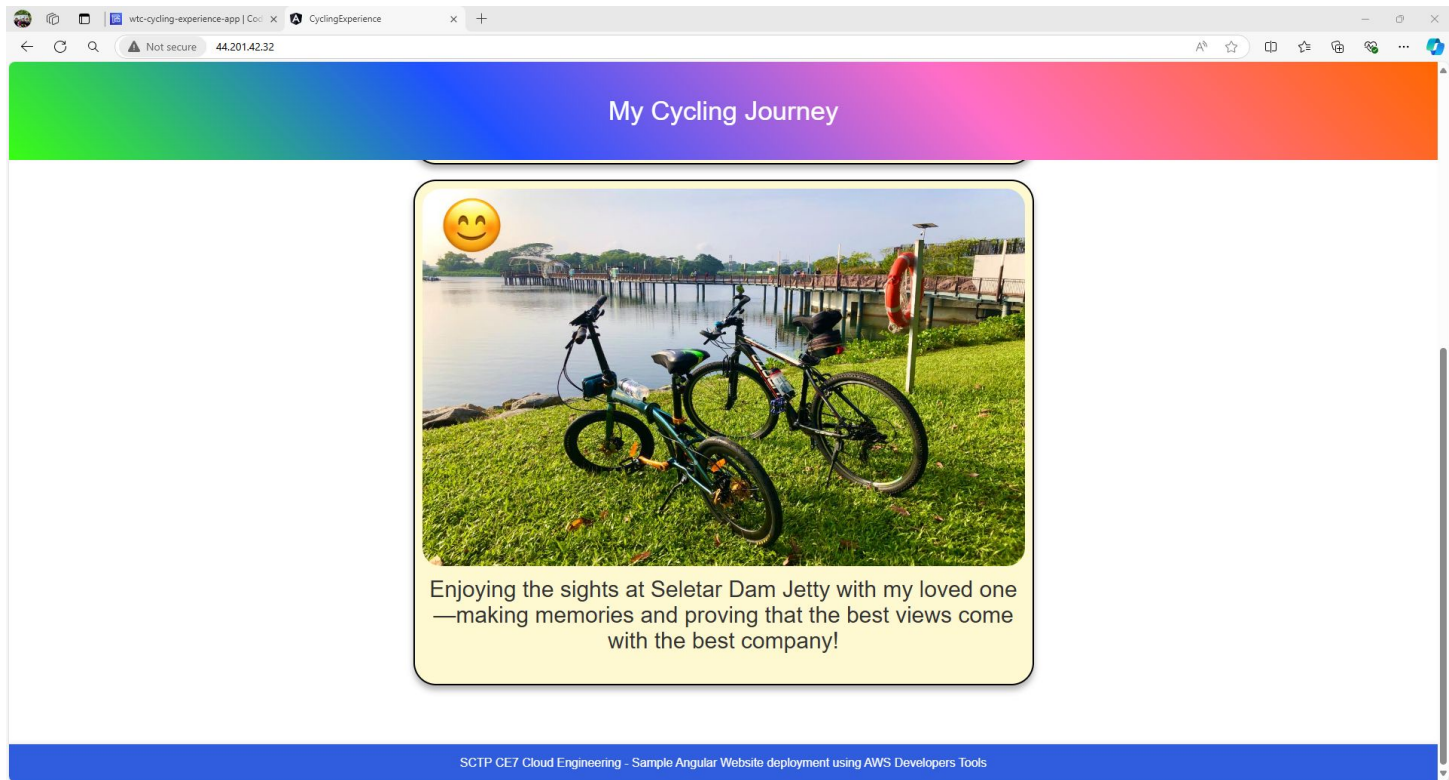 wtc-cycling-experience-app | Cod
CyclingExperience
Not secure
44.201.42.32
My Cycling Journey
Enjoying the sights at Seletar Dam Jetty with my loved one
—making memories and proving that the best views come
with the best company!
SCTP CE7 Cloud Engineering - Sample Angular Website deployment using AWS Developers Tools